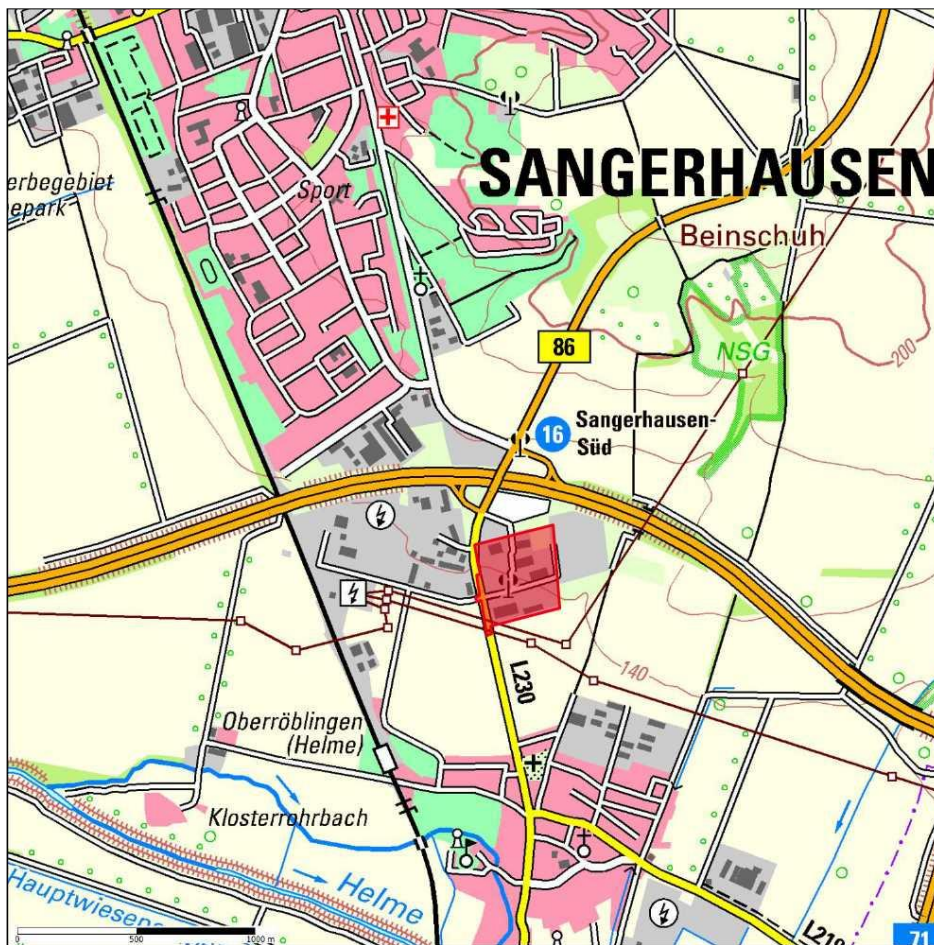 SANGERHAUSEN
erbegebiet
epark
Sport
Beinschuh
86
NSG
200
16
Sangerhausen-
Süd
L230
140
Oberröblingen
(Helme)
Klosterrohrbach
Helme
Hauptwiesen
L219
71
500
1000 m